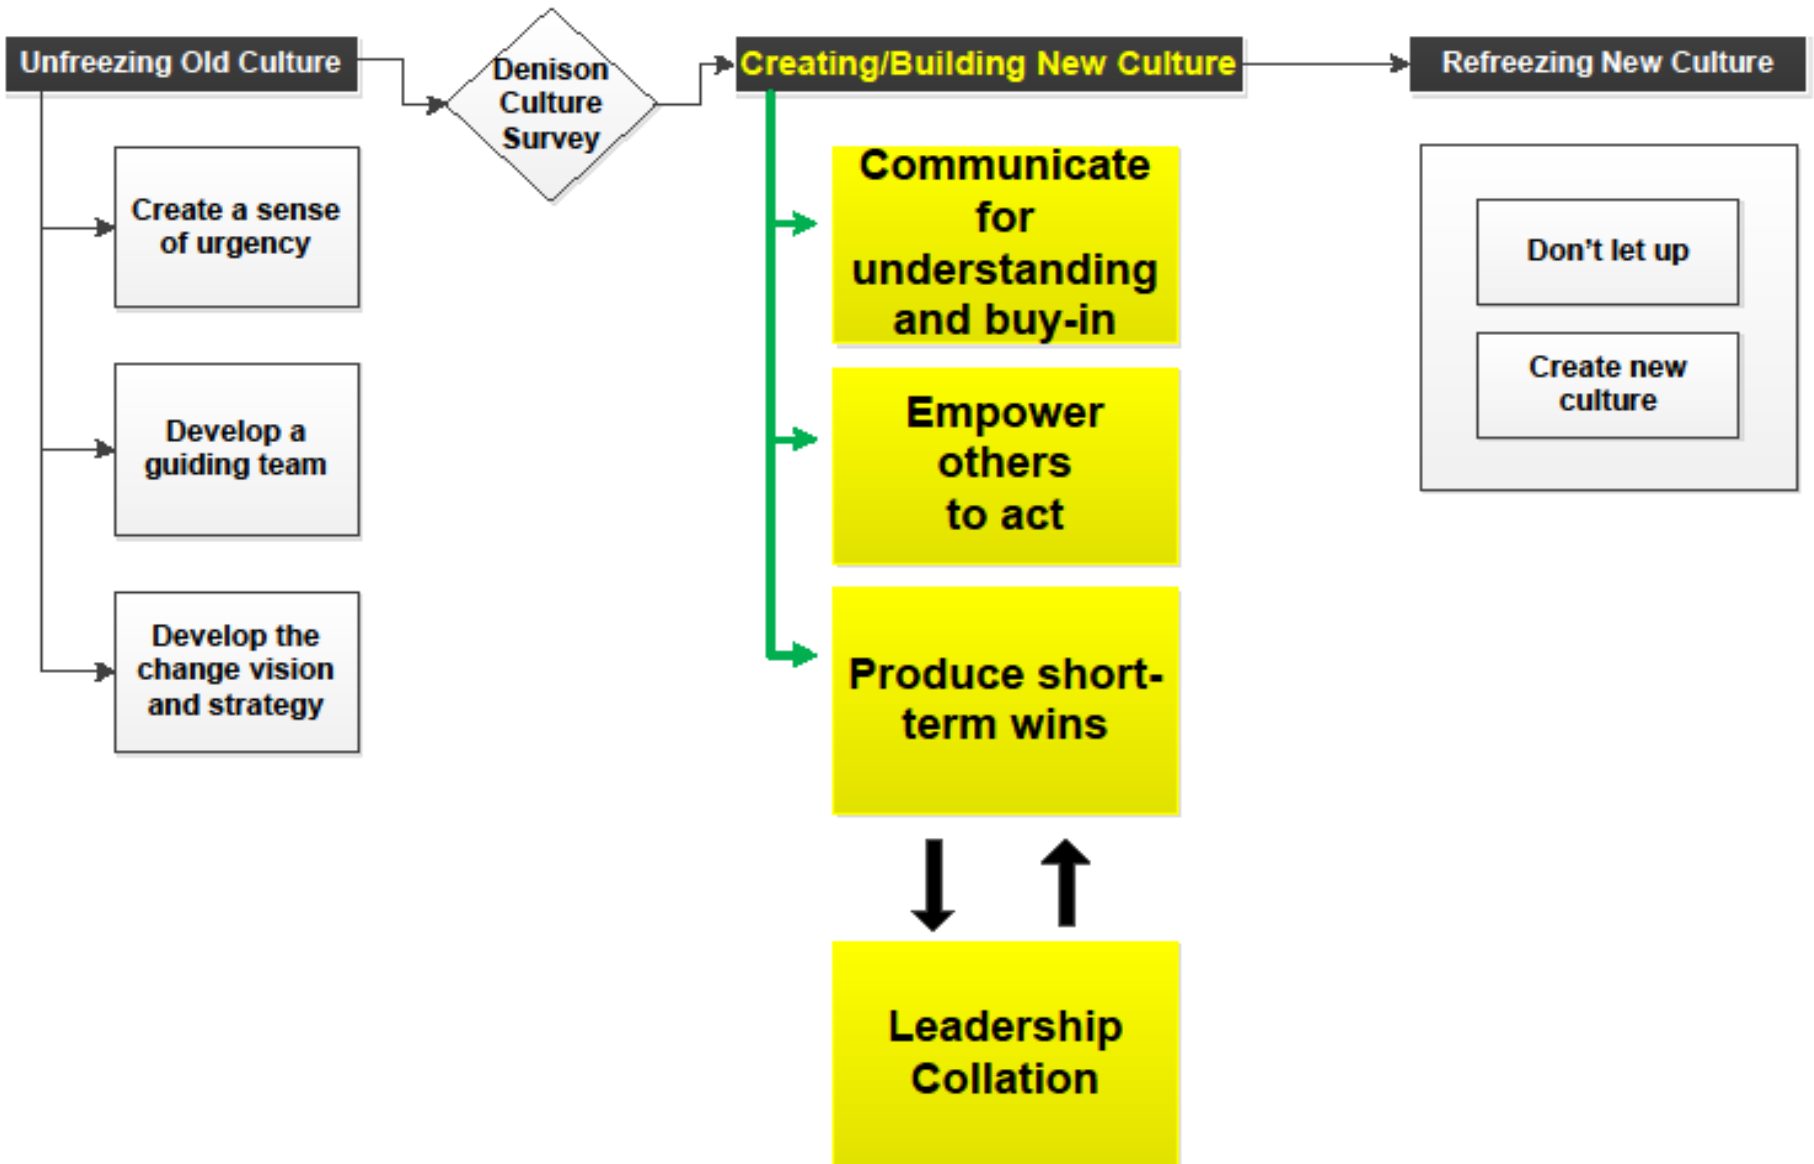 Unfreezing Old Culture
Denison
Culture
Survey
Creating/Building New Culture
Refreezing New Culture
Create a sense
of urgency
Develop a
guiding team
Develop the
change vision
and strategy
Communicate
for
understanding
and buy-in
Empower
others
to act
Produce short-
term wins
Leadership
Collation
Don’t let up
Create new
culture